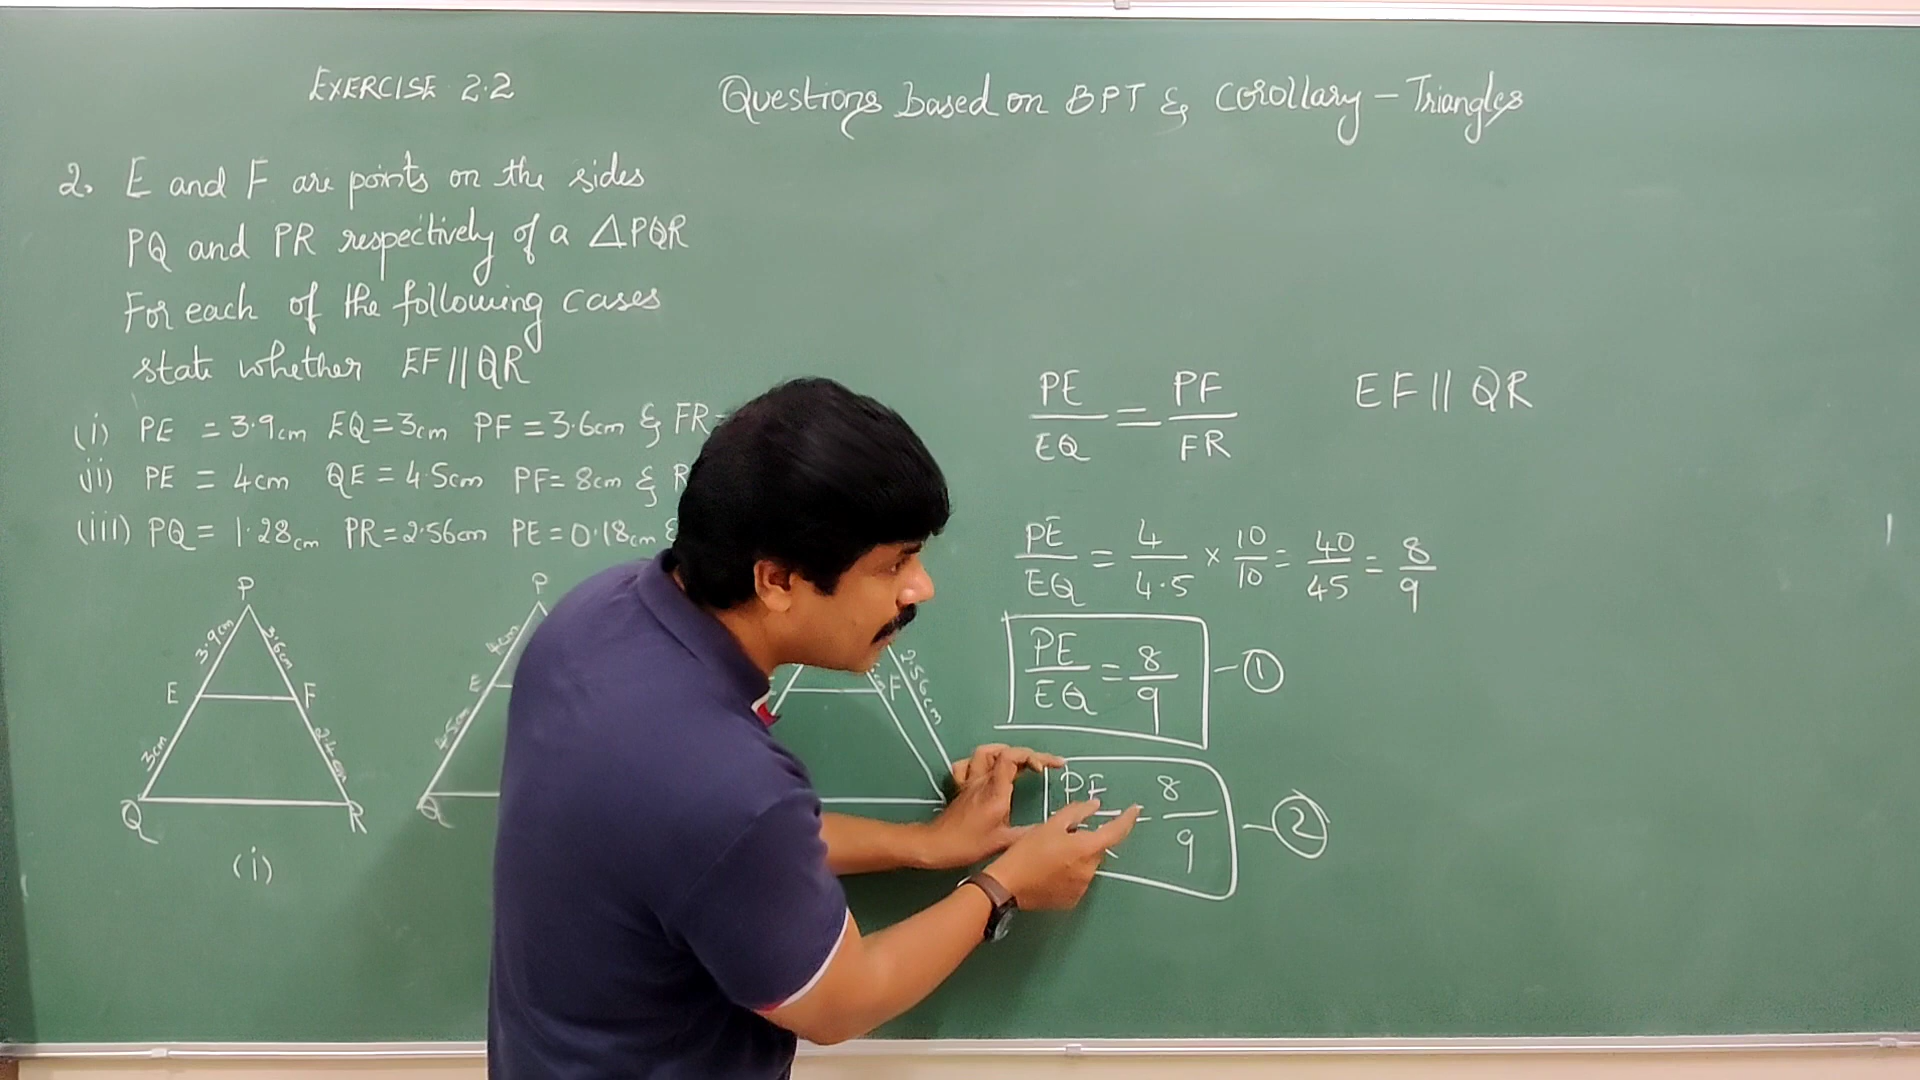 EXERCISE 2.2
Questions based on BPT & Corollary – Triangles
2. E and F are points on the sides
PQ and PR respectively of a △PQR
For each of the following cases
state whether EF || QR
(i) PE = 3.9cm EQ = 3cm PF = 3.6cm & FR
(ii) PE = 4cm QE = 4.5cm PF = 8cm & R
(iii) PQ = 1.28cm PR = 2.56cm PE = 0.18cm &
P
3.9cm 3.6cm
E F
3cm 2.4cm
Q R
(i)
P
4cm
E
4.5cm
Q
2.56cm
F
PE/EQ = PF/FR EF || QR
PE/EQ = 4/4.5 × 10/10 = 40/45 = 8/9
PE/EQ = 8/9 – ①
PF = 8/9 – ②